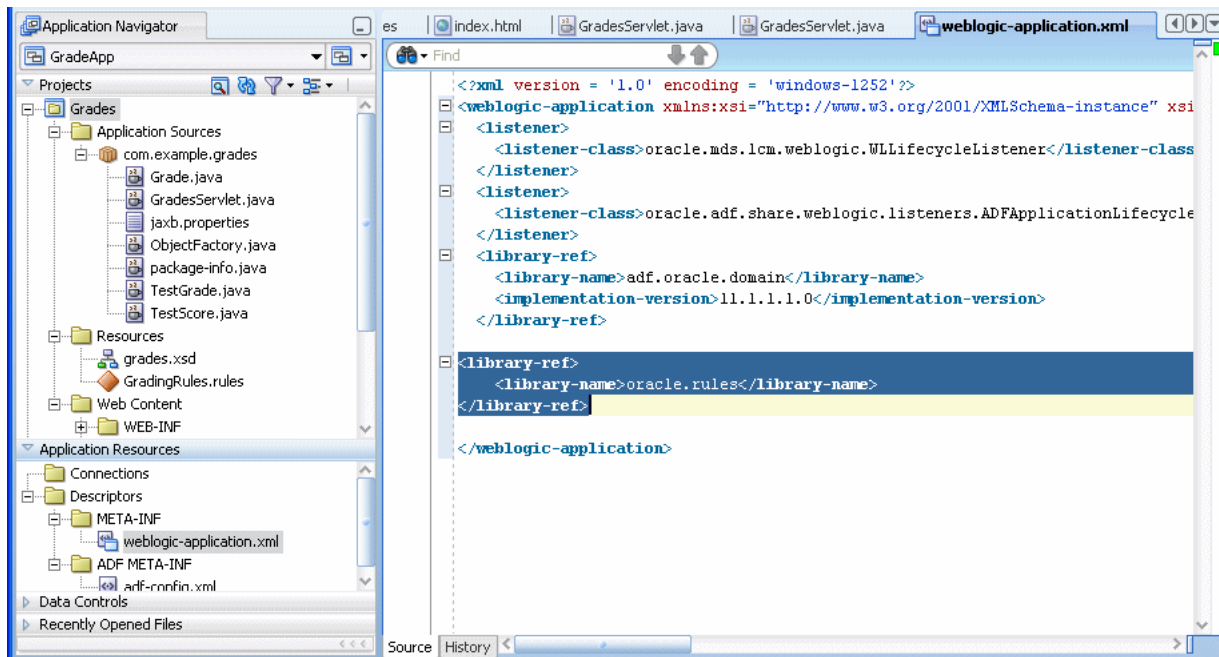 Application Navigator
GradeApp
Projects
Grades
Application Sources
com.example.grades
Grade.java
GradesServlet.java
jaxb.properties
ObjectFactory.java
package-info.java
TestGrade.java
TestScore.java
Resources
grades.xsd
GradingRules.rules
Web Content
WEB-INF
Application Resources
Connections
Descriptors
META-INF
weblogic-application.xml
ADF META-INF
adf-config.xml
Data Controls
Recently Opened Files
es index.html GradesServlet.java GradesServlet.java weblogic-application.xml
Find
<?xml version = '1.0' encoding = 'windows-1252'?>
<weblogic-application xmlns:xsi="http://www.w3.org/2001/XMLSchema-instance" xsi
<listener>
<listener-class>oracle.mds.lcm.weblogic.WLLifecycleListener</listener-class
</listener>
<listener>
<listener-class>oracle.adf.share.weblogic.listeners.ADFApplicationLifecycle
</listener>
<library-ref>
<library-name>adf.oracle.domain</library-name>
<implementation-version>11.1.1.1.0</implementation-version>
</library-ref>
<library-ref>
<library-name>oracle.rules</library-name>
</library-ref>
</weblogic-application>
Source History